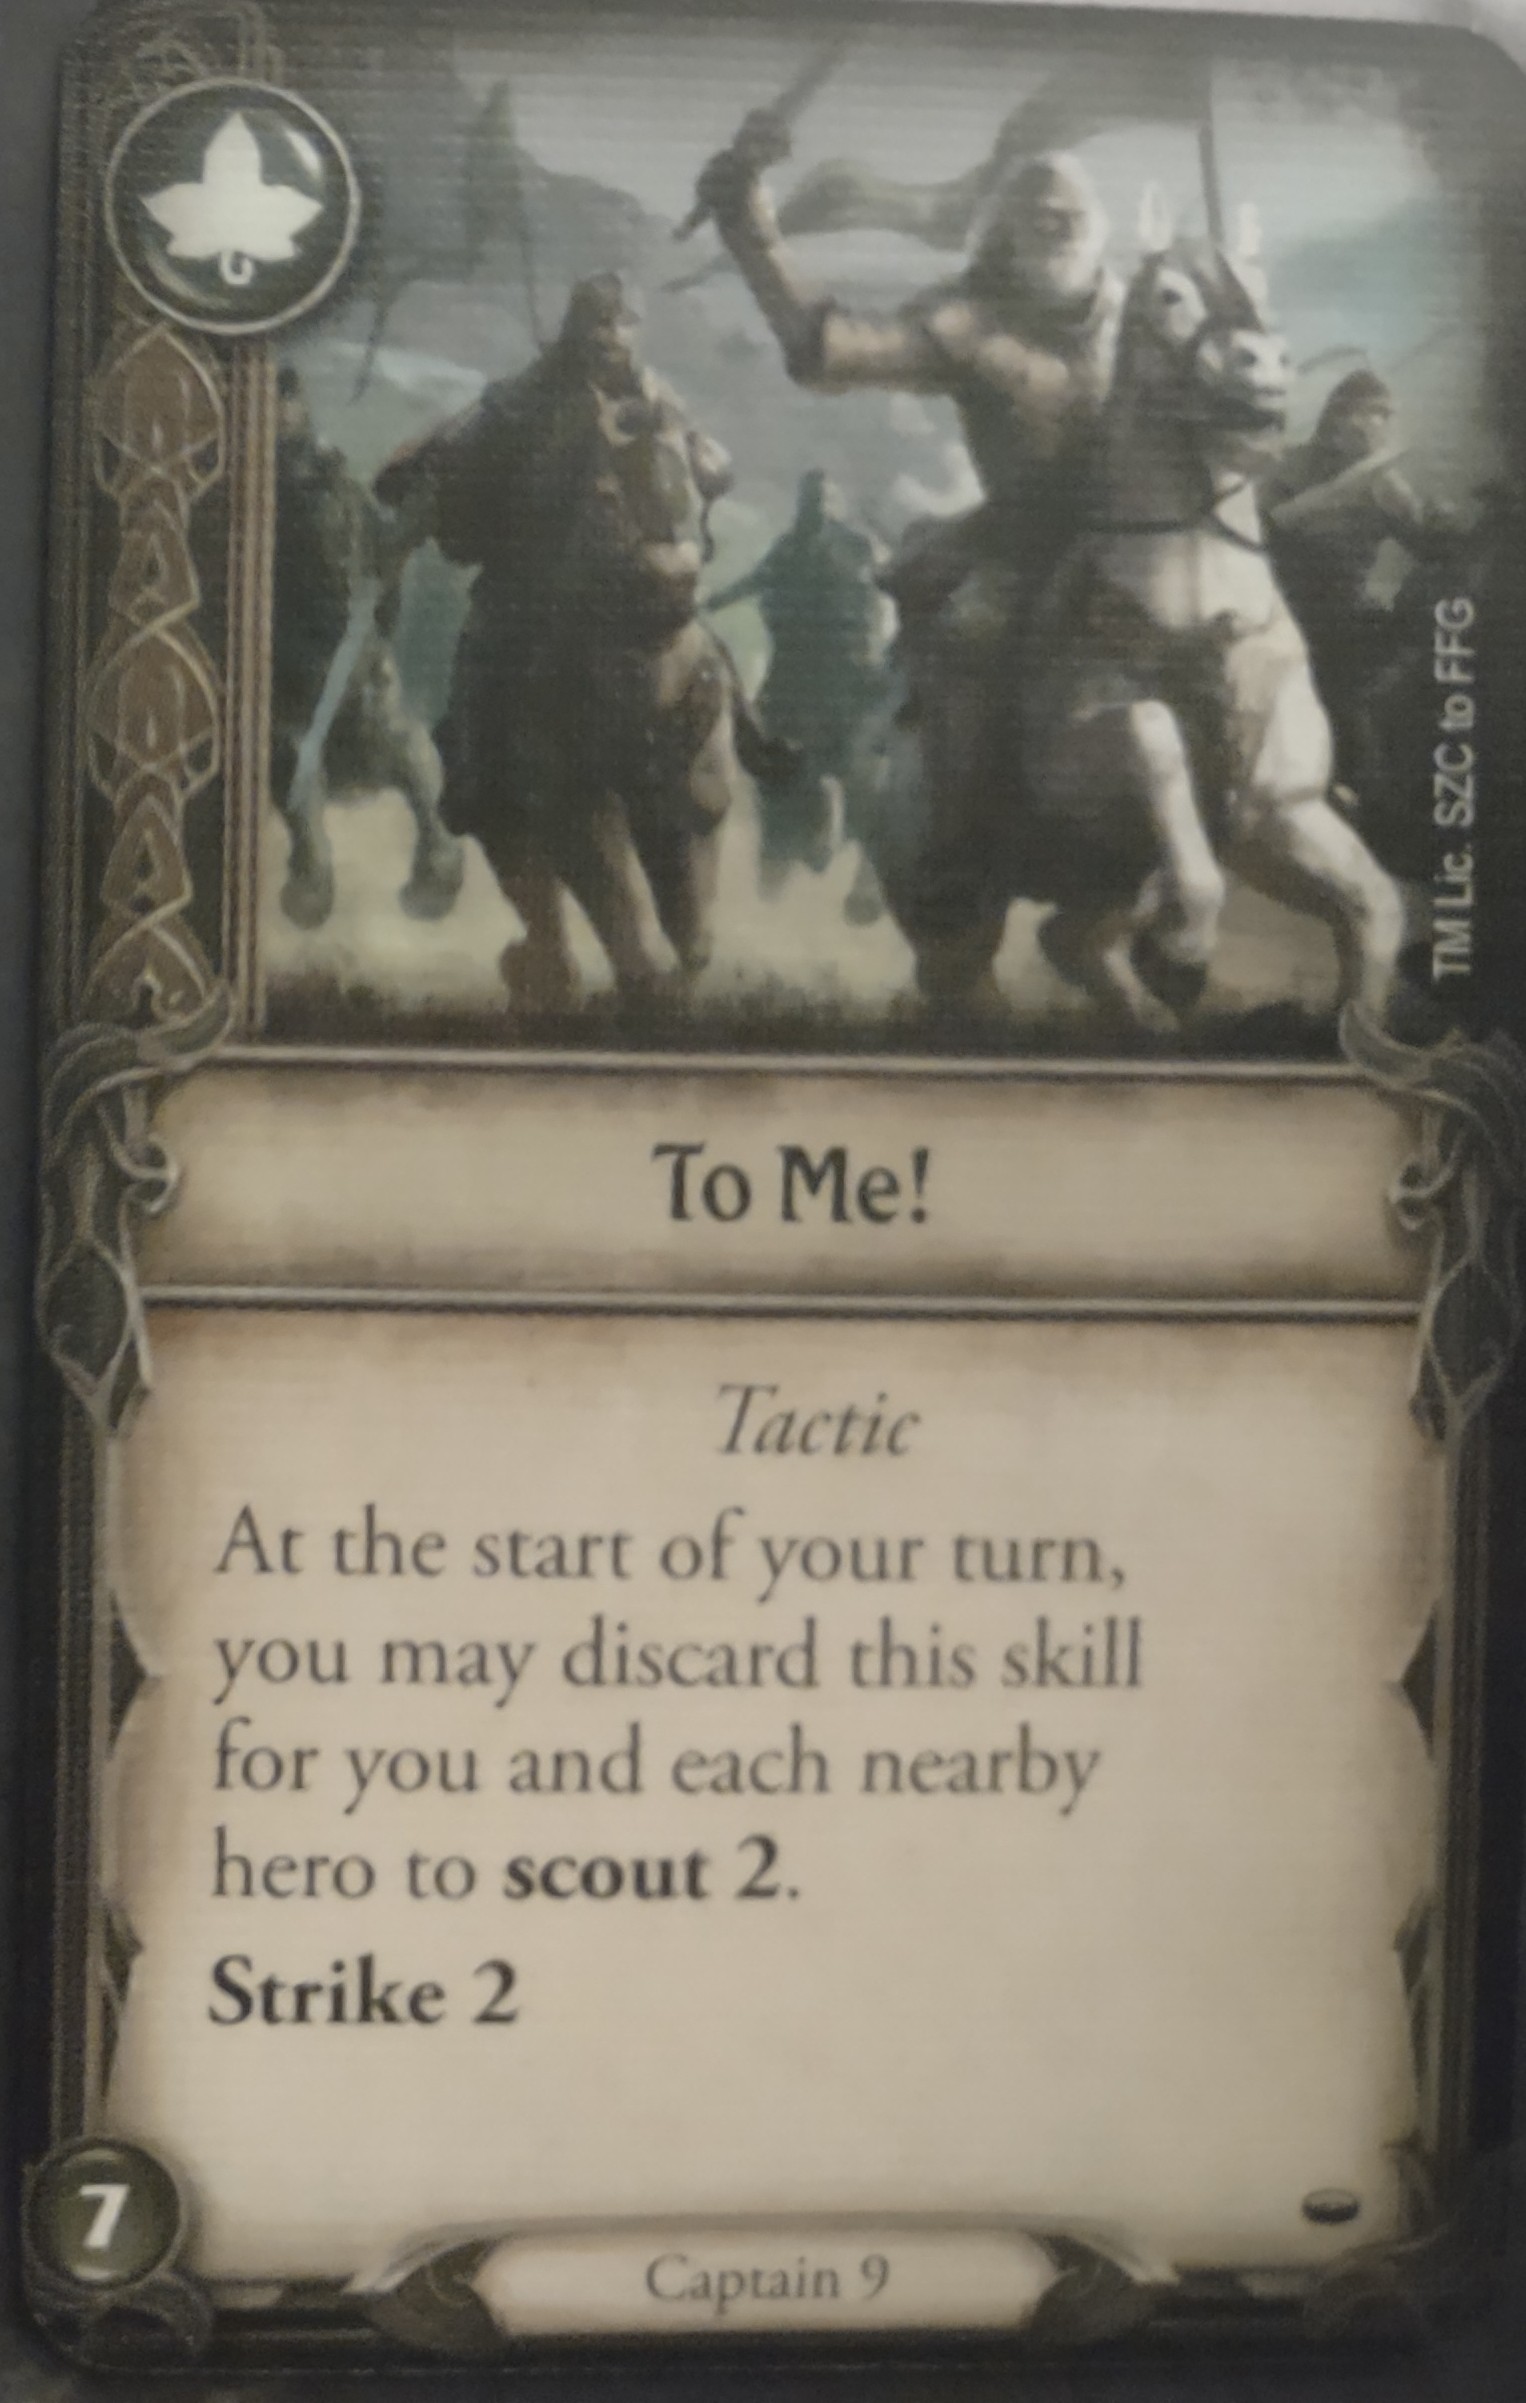 TM Lic. SZC to FFG
To Me!
Tactic
At the start of your turn,
you may discard this skill
for you and each nearby
hero to scout 2.
Strike 2
7
Captain 9